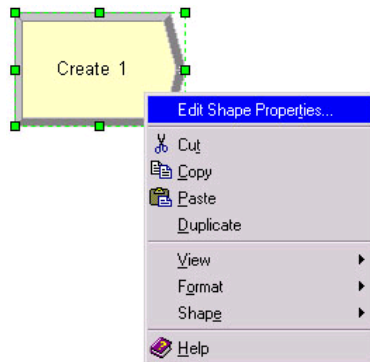 Create 1
Edit Shape Properties...
Cut
Copy
Paste
Duplicate
View
Format
Shape
Help